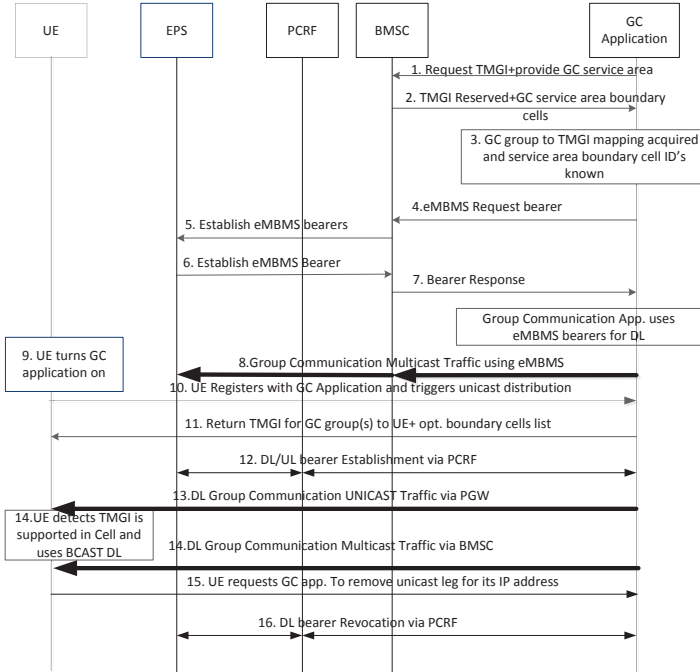 UE
EPS
PCRF
BMSC
GC
Application
1. Request TMGI+provide GC service area
2. TMGI Reserved+GC service area boundary
cells
3. GC group to TMGI mapping acquired
and service area boundary cell ID's
known
4.eMBMS Request bearer
5. Establish eMBMS bearers
6. Establish eMBMS Bearer
7. Bearer Response
Group Communication App. uses
eMBMS bearers for DL
9. UE turns GC
application on
8.Group Communication Multicast Traffic using eMBMS
10. UE Registers with GC Application and triggers unicast distribution
11. Return TMGI for GC group(s) to UE+ opt. boundary cells list
12. DL/UL bearer Establishment via PCRF
13.DL Group Communication UNICAST Traffic via PGW
14.UE detects TMGI is
supported in Cell and
uses BCAST DL
14.DL Group Communication Multicast Traffic via BMSC
15. UE requests GC app. To remove unicast leg for its IP address
16. DL bearer Revocation via PCRF